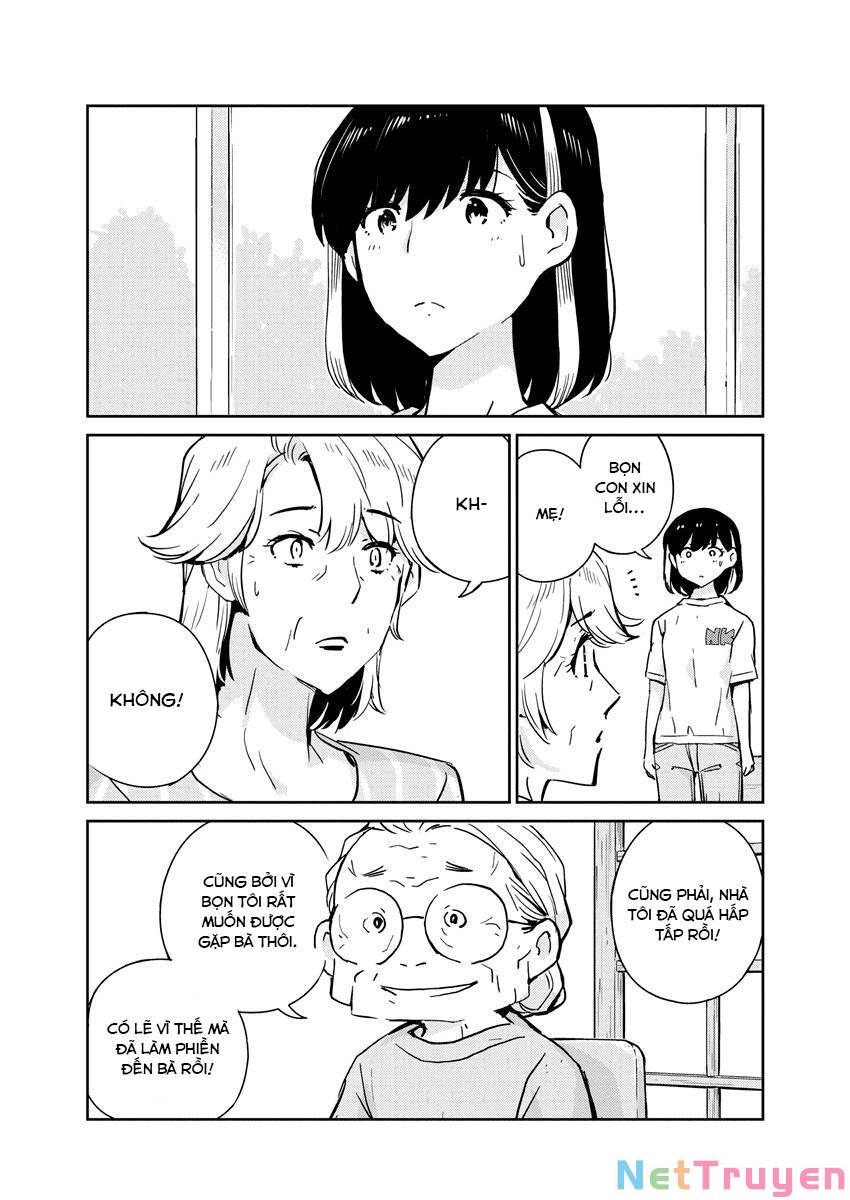 BỌN
CON XIN
LỖI...
MẸ!
KH-
KHÔNG!
CŨNG PHẢI, NHÀ
TÔI ĐÃ QUÁ HẤP
TẤP RỒI!
CŨNG BỞI VÌ
BỌN TÔI RẤT
MUỐN ĐƯỢC
GẶP BÀ THÔI.
CÓ LẼ VÌ THẾ MÀ
ĐÃ LÀM PHIỀN
ĐẾN BÀ RỒI!
NetTruyen